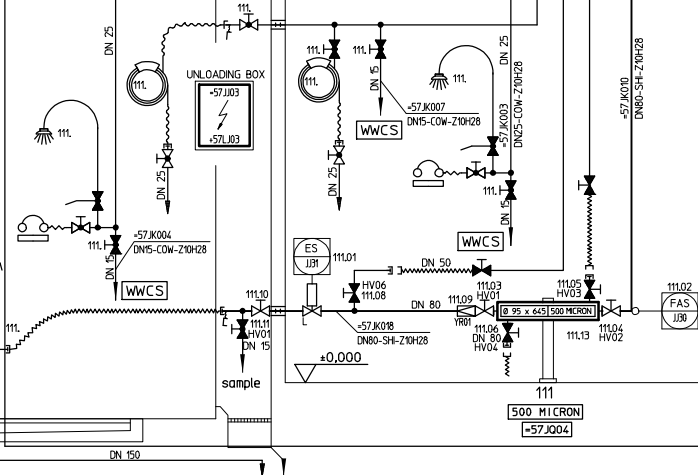 111.
DN 25
UNLOADING BOX
=57JJ03
+57LJ03
111.
111.
111.
111.
DN 15
=57JK007
DN15-COW-Z10H28
WWCS
111.
DN 25
=57JK003
DN25-COW-Z10H28
=57JK010
DN80-SHI-Z10H28
111.
111.
DN 25
DN 25
111.
DN 15
WWCS
111.
DN 15
=57JK004
DN15-COW-Z10H28
WWCS
ES
JJ31
111.01
DN 50
HV06
111.08
111.10
DN 80
111.09
YR01
111.03
HV01
111.05
HV03
111.02
FAS
JJ30
Ø 95 x 645
500 MICRON
111.
111.11
HV01
DN 15
=57JK018
DN80-SHI-Z10H28
111.06
DN 80
HV04
111.13
111.04
HV02
sample
±0,000
111
500 MICRON
=57JQ04
DN 150